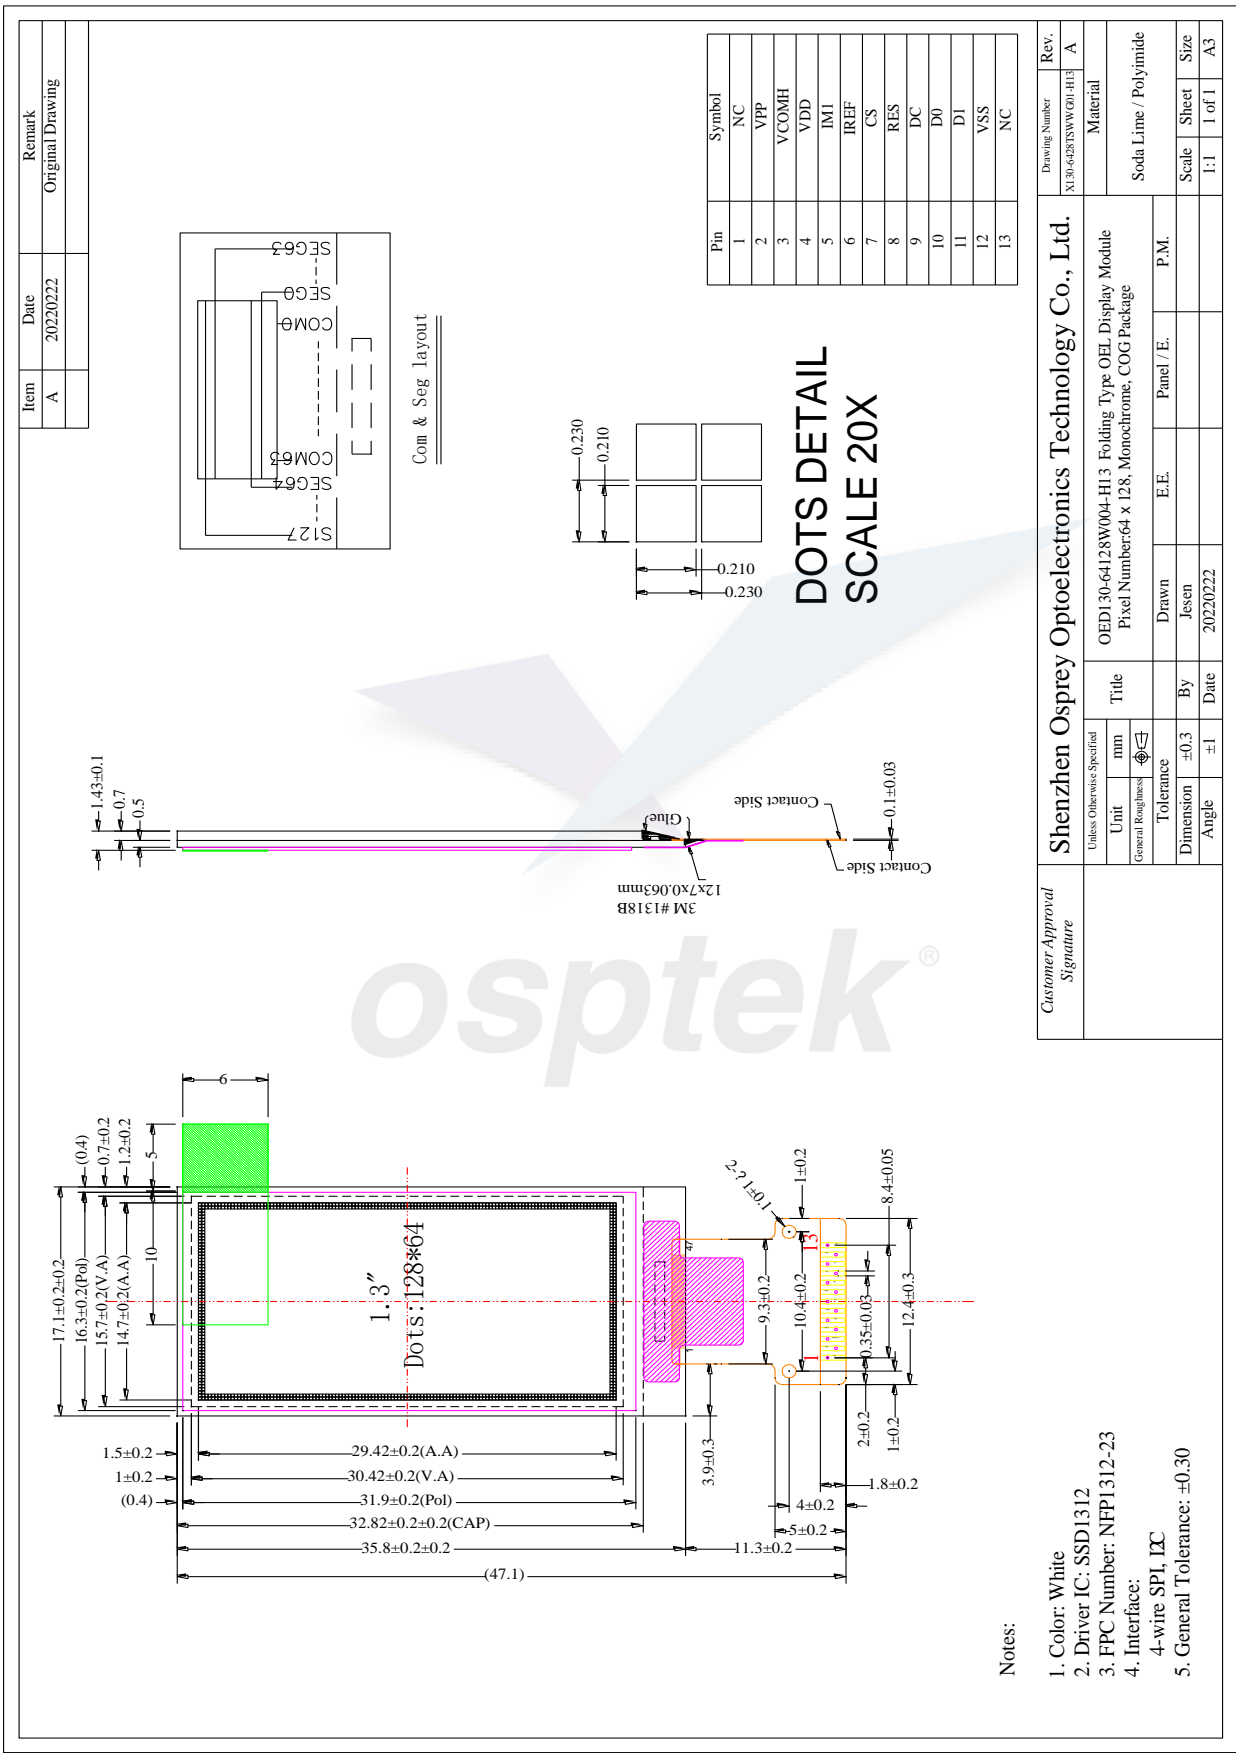 Item Date Remark
A 20220222 Original Drawing
SEG63
SEG0
COM0
COM63
SEG64
S127
Com & Seg layout
Pin Symbol
1 NC
2 VPP
3 VCOMH
4 VDD
5 IM1
6 IREF
7 CS
8 RES
9 DC
10 D0
11 D1
12 VSS
13 NC
0.230
0.210
0.210
0.230
DOTS DETAIL
SCALE 20X
1.43±0.1
0.7
0.5
Glue
Contact Side
Contact Side
0.1±0.03
3M #1318B
12x7x0.063mm
osptek®
6
5
10
(0.4)
0.7±0.2
1.2±0.2
17.1±0.2±0.2
16.3±0.2(Pol)
15.7±0.2(V.A)
14.7±0.2(A.A)
1.3"
Dots:128*64
47
1
13
1
2-?1±0.1
1±0.2
8.4±0.05
9.3±0.2
10.4±0.2
0.35±0.03
12.4±0.3
3.9±0.3
2±0.2
1±0.2
1.8±0.2
4±0.2
5±0.2
11.3±0.2
1.5±0.2
1±0.2
(0.4)
29.42±0.2(A.A)
30.42±0.2(V.A)
31.9±0.2(Pol)
32.82±0.2±0.2(CAP)
35.8±0.2±0.2
(47.1)
Notes:
1. Color: White
2. Driver IC: SSD1312
3. FPC Number: NFP1312-23
4. Interface:
4-wire SPI, I2C
5. General Tolerance: ±0.30
Customer Approval
Signature
Shenzhen Osprey Optoelectronics Technology Co., Ltd.
Drawing Number Rev.
X130-6428TSWWG01-H13 A
Unless Otherwise Specified
Unit mm
General Roughness
Tolerance
Dimension ±0.3
Angle ±1
Title
OED130-64128W004-H13 Folding Type OEL Display Module
Pixel Number:64 x 128, Monochrome, COG Package
Material
Soda Lime / Polyimide
Drawn E.E. Panel / E. P.M.
By Jesen
Date 20220222
Scale Sheet Size
1:1 1 of 1 A3